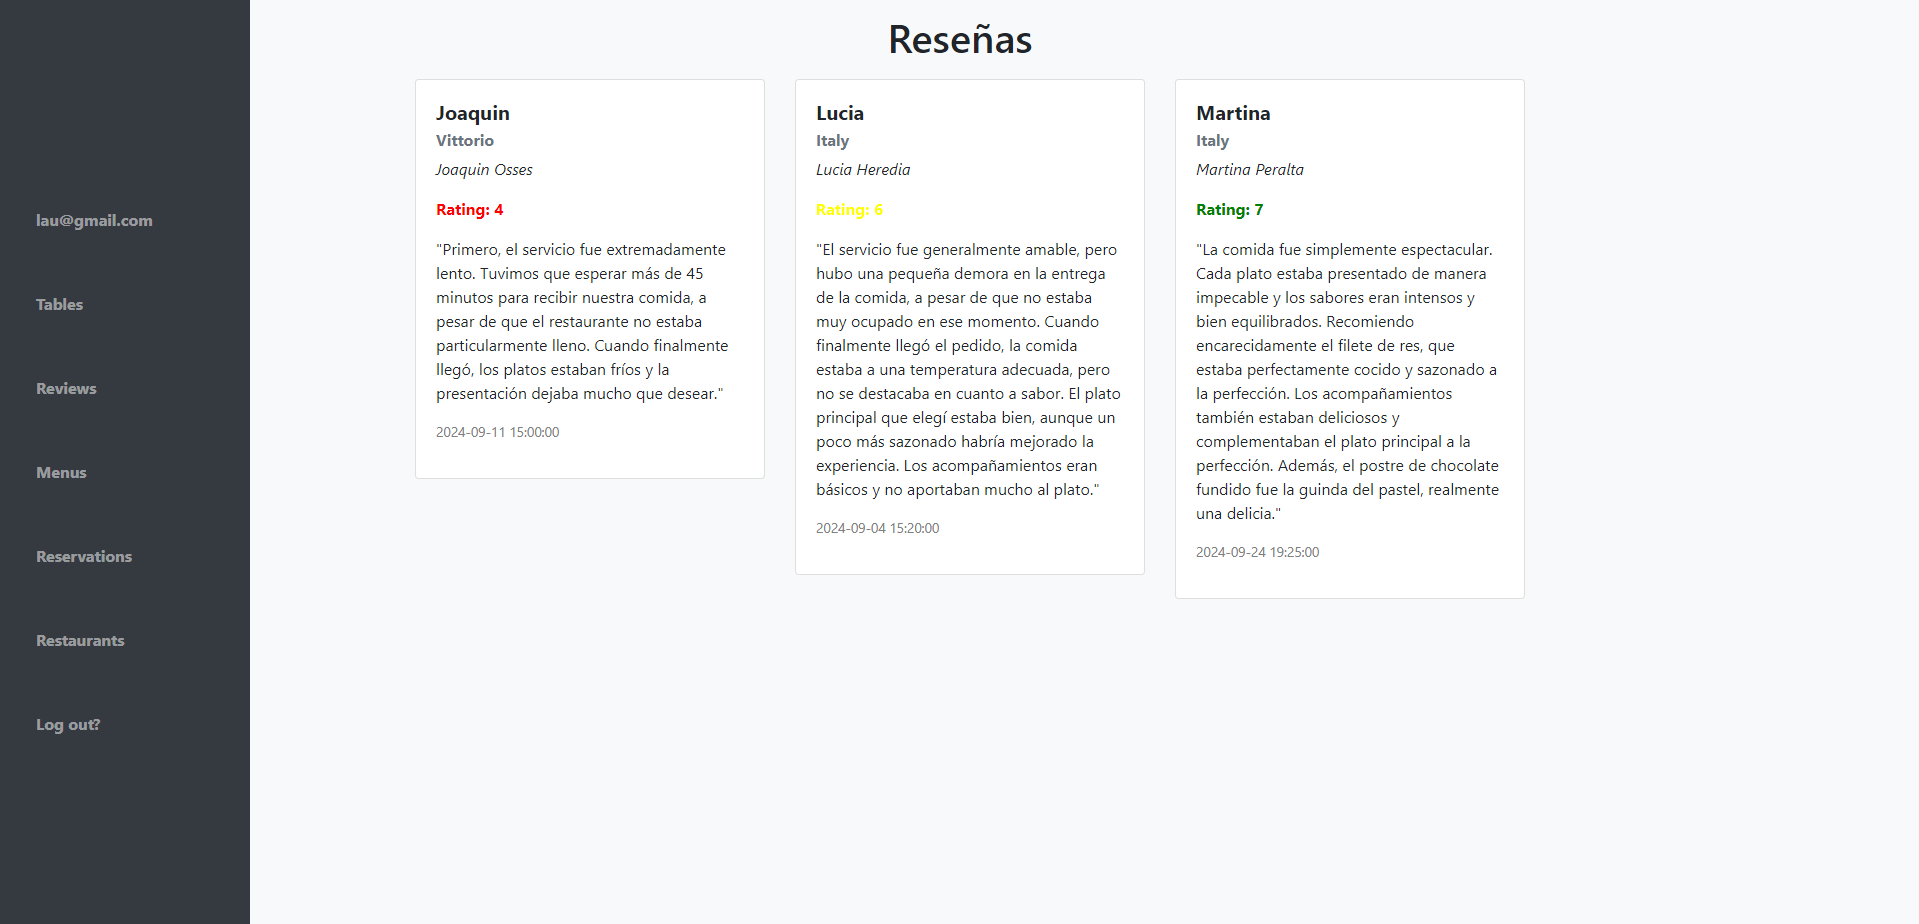 lau@gmail.com
Tables
Reviews
Menus
Reservations
Restaurants
Log out?
Reseñas
Joaquin
Vittorio
Joaquin Osses
Rating: 4
"Primero, el servicio fue extremadamente
lento. Tuvimos que esperar más de 45
minutos para recibir nuestra comida, a
pesar de que el restaurante no estaba
particularmente lleno. Cuando finalmente
llegó, los platos estaban fríos y la
presentación dejaba mucho que desear."
2024-09-11 15:00:00
Lucia
Italy
Lucia Heredia
Rating: 6
"El servicio fue generalmente amable, pero
hubo una pequeña demora en la entrega
de la comida, a pesar de que no estaba
muy ocupado en ese momento. Cuando
finalmente llegó el pedido, la comida
estaba a una temperatura adecuada, pero
no se destacaba en cuanto a sabor. El plato
principal que elegí estaba bien, aunque un
poco más sazonado habría mejorado la
experiencia. Los acompañamientos eran
básicos y no aportaban mucho al plato."
2024-09-04 15:20:00
Martina
Italy
Martina Peralta
Rating: 7
"La comida fue simplemente espectacular.
Cada plato estaba presentado de manera
impecable y los sabores eran intensos y
bien equilibrados. Recomiendo
encarecidamente el filete de res, que
estaba perfectamente cocido y sazonado a
la perfección. Los acompañamientos
también estaban deliciosos y
complementaban el plato principal a la
perfección. Además, el postre de chocolate
fundido fue la guinda del pastel, realmente
una delicia."
2024-09-24 19:25:00